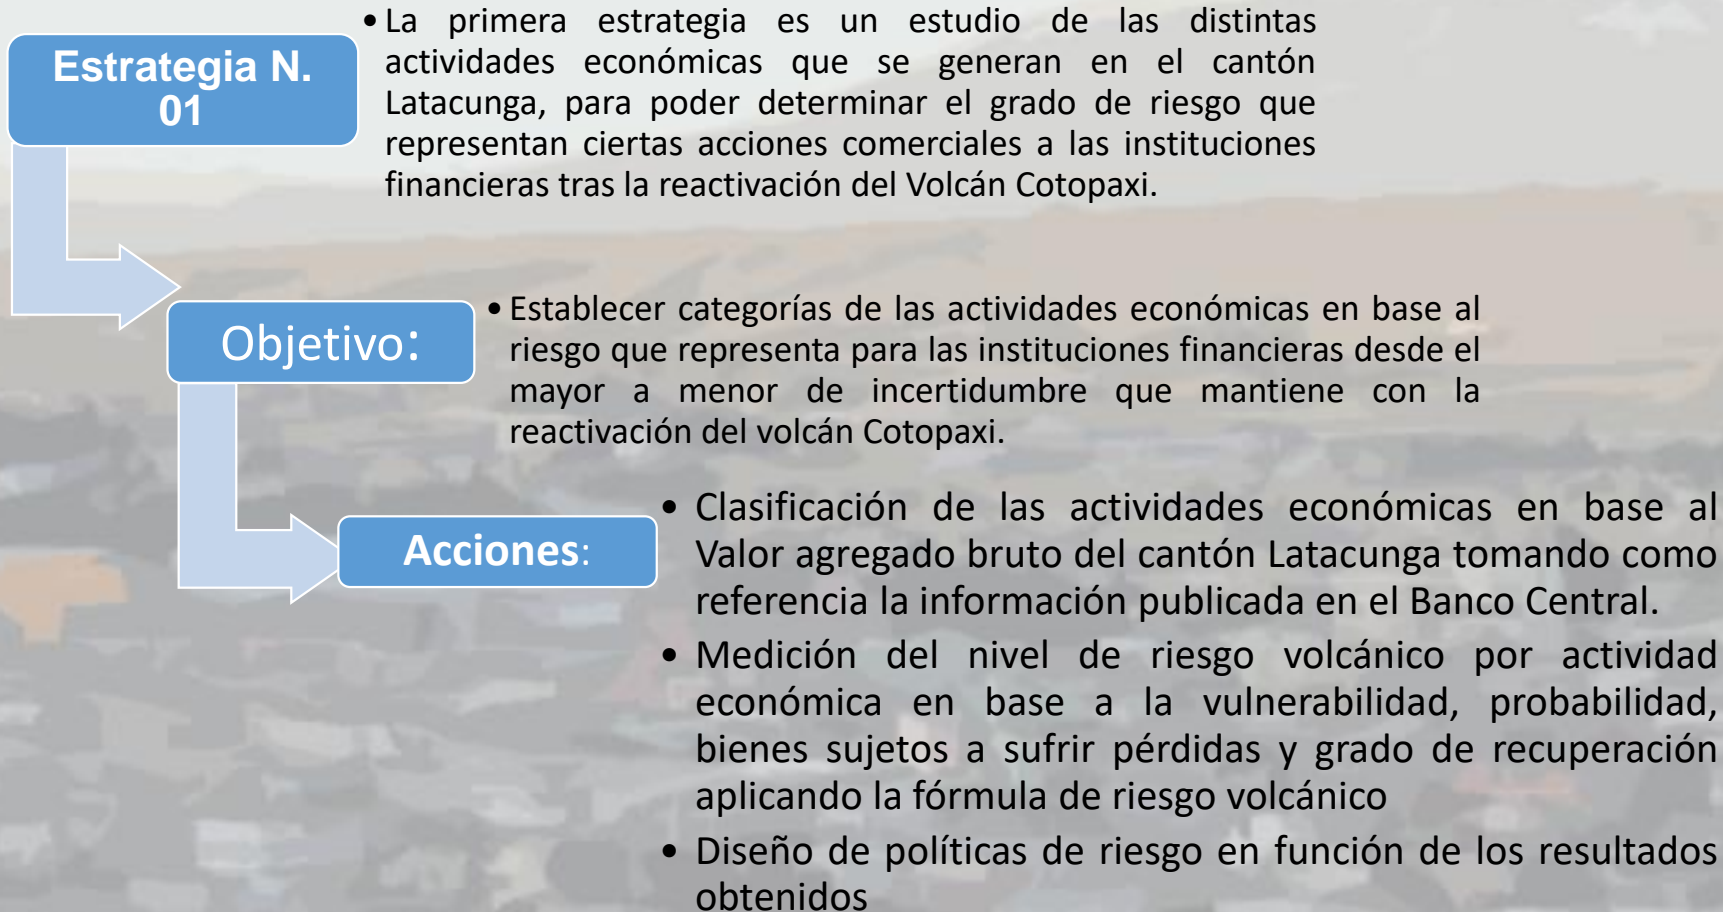 Estrategia N.
01
• La primera estrategia es un estudio de las distintas
actividades económicas que se generan en el cantón
Latacunga, para poder determinar el grado de riesgo que
representan ciertas acciones comerciales a las instituciones
financieras tras la reactivación del Volcán Cotopaxi.
Objetivo:
• Establecer categorías de las actividades económicas en base al
riesgo que representa para las instituciones financieras desde el
mayor a menor de incertidumbre que mantiene con la
reactivación del volcán Cotopaxi.
Acciones:
• Clasificación de las actividades económicas en base al
Valor agregado bruto del cantón Latacunga tomando como
referencia la información publicada en el Banco Central.
• Medición del nivel de riesgo volcánico por actividad
económica en base a la vulnerabilidad, probabilidad,
bienes sujetos a sufrir pérdidas y grado de recuperación
aplicando la fórmula de riesgo volcánico
• Diseño de políticas de riesgo en función de los resultados
obtenidos